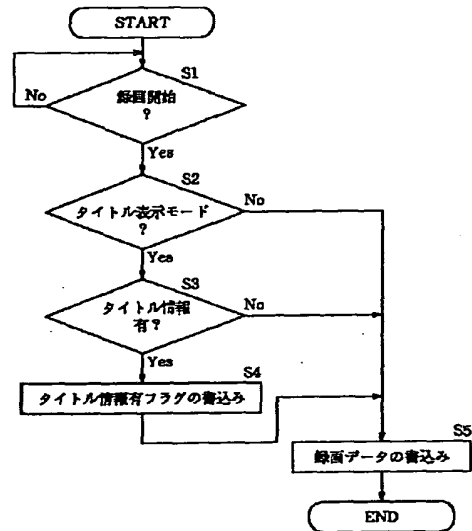 START
S1
録画開始
?
No
Yes
S2
タイトル表示モード
?
No
Yes
S3
タイトル情報
有?
No
Yes
S4
タイトル情報有フラグの書込み
S5
録画データの書込み
END